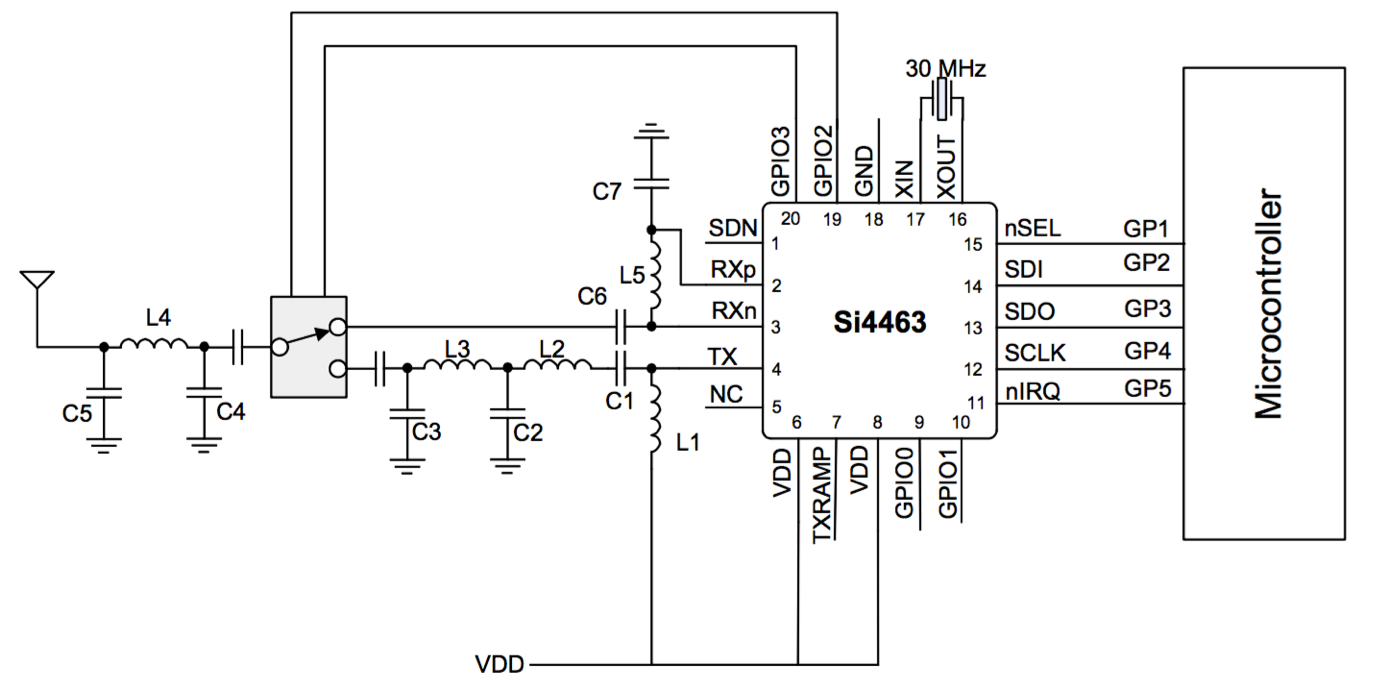 30 MHz
GPIO3
GPIO2
GND
XIN
XOUT
20
19
18
17
16
C7
SDN
1
15
nSEL
GP1
L5
RXp
2
14
SDI
GP2
C6
RXn
3
Si4463
13
SDO
GP3
L4
L3
L2
TX
4
12
SCLK
GP4
C5
C4
C3
C2
C1
L1
NC
5
11
nIRQ
GP5
6
7
8
9
10
VDD
TXRAMP
VDD
GPIO0
GPIO1
Microcontroller
VDD